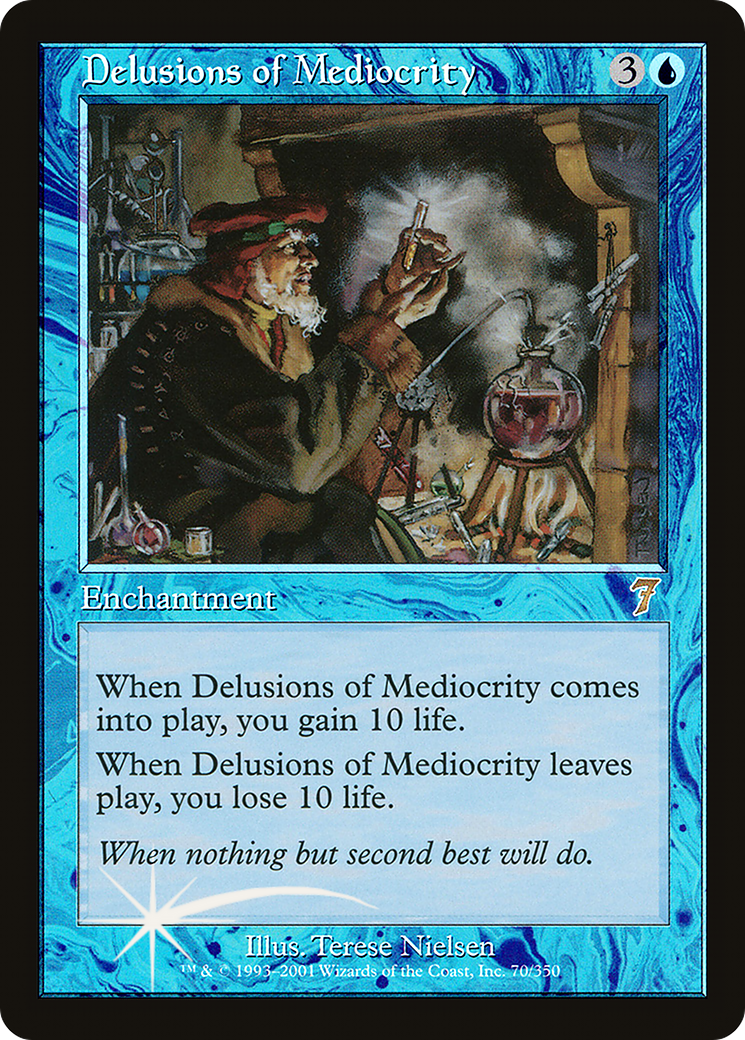 Delusions of Mediocrity 3
Enchantment 7
When Delusions of Mediocrity comes
into play, you gain 10 life.
When Delusions of Mediocrity leaves
play, you lose 10 life.
When nothing but second best will do.
Illus. Terese Nielsen
™ & © 1993–2001 Wizards of the Coast, Inc. 70/350